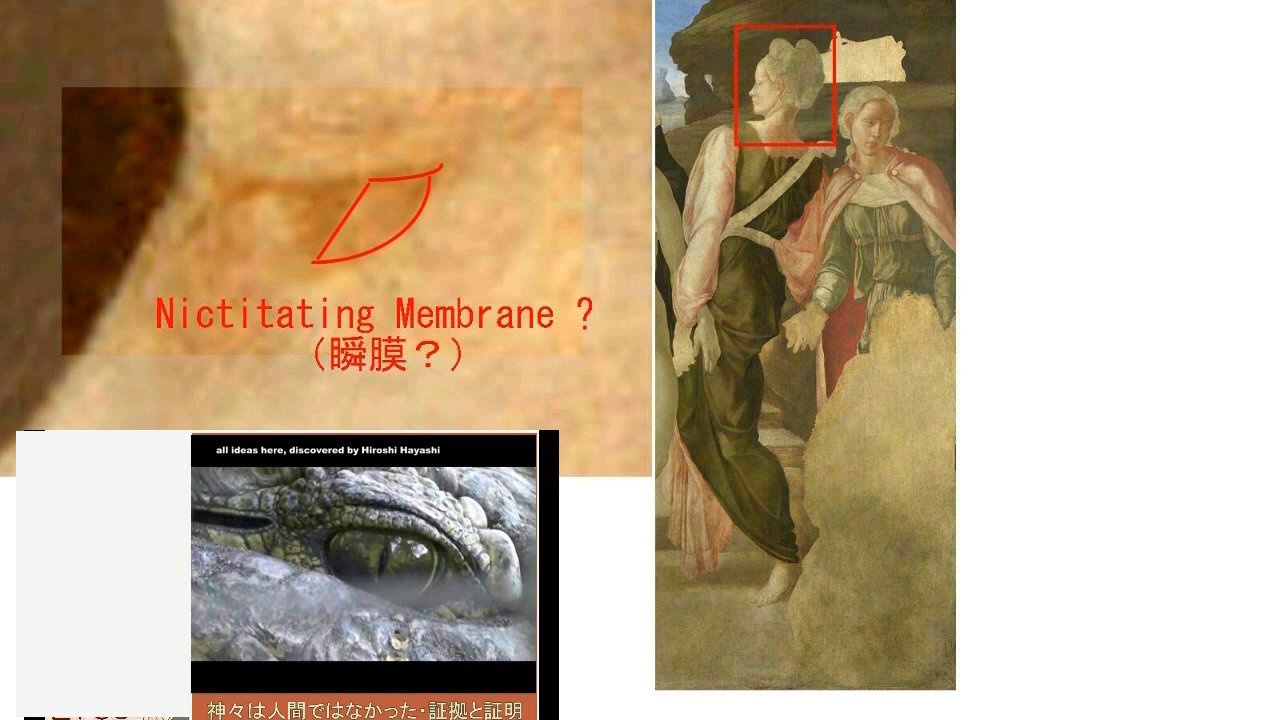 Nictitating Membrane ?
(瞬膜？)
all ideas here, discovered by Hiroshi Hayashi
神々は人間ではなかった・証拠と証明